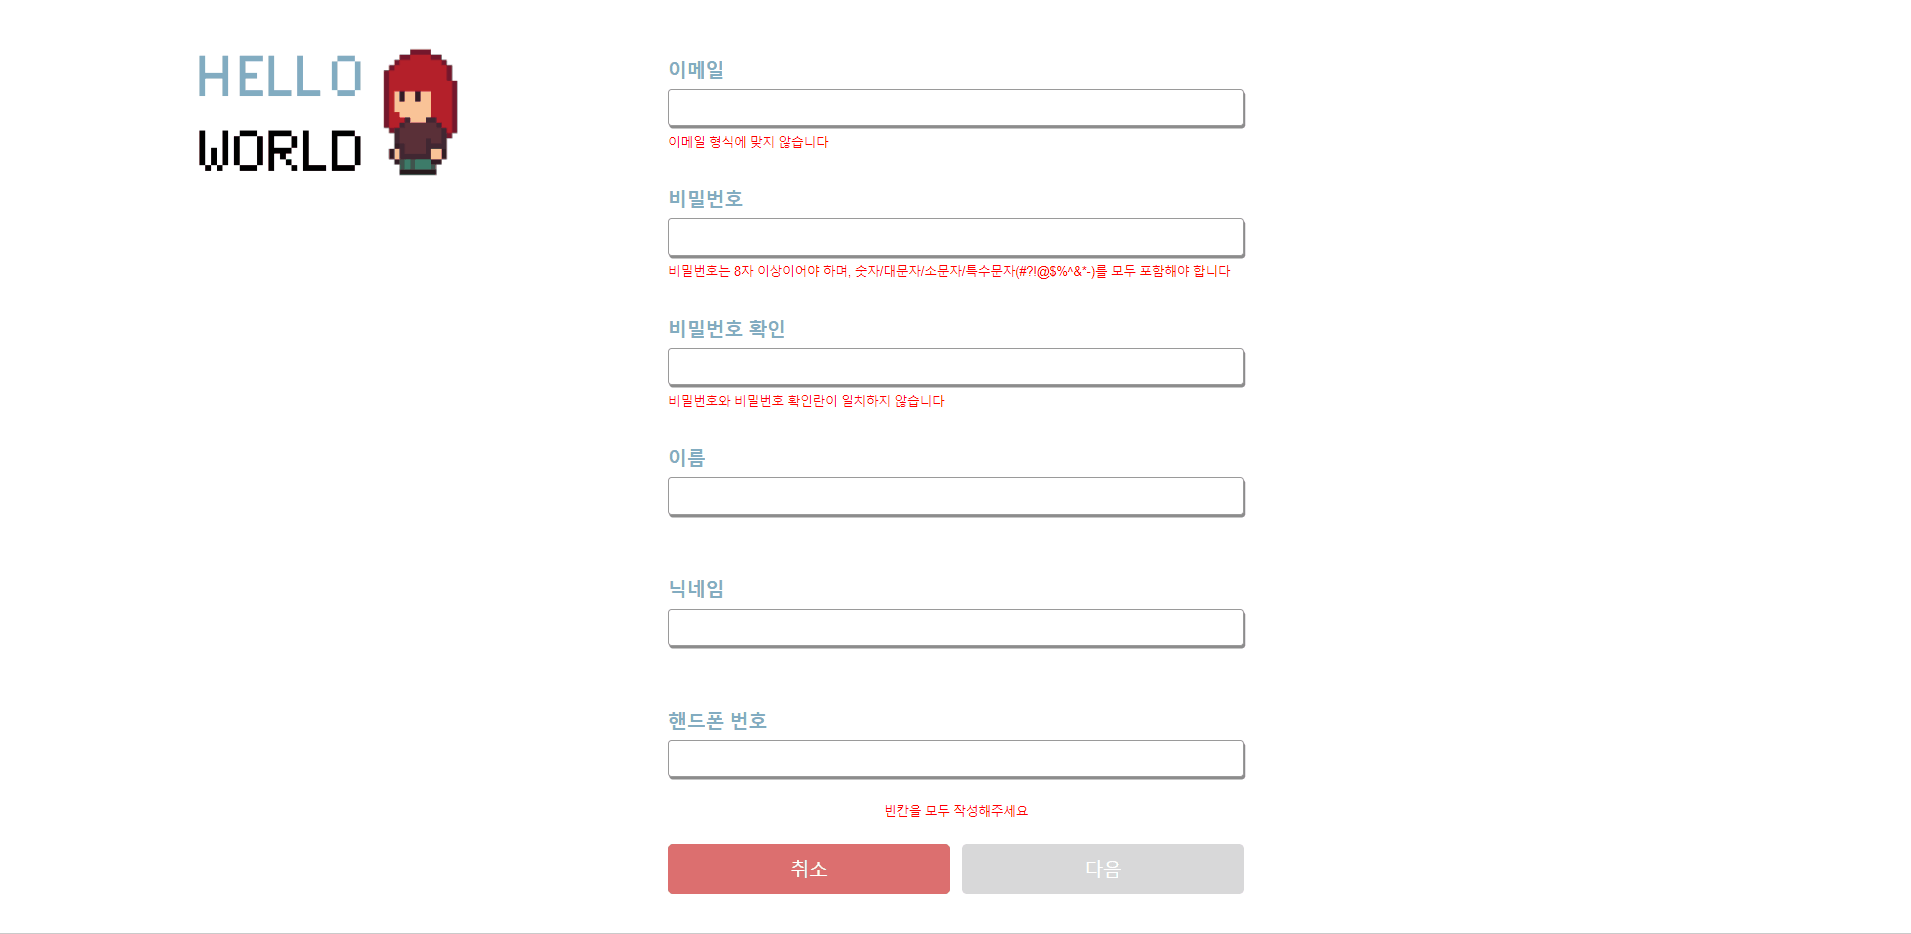 HELLO
WORLD
이메일
이메일 형식에 맞지 않습니다
비밀번호
비밀번호는 8자 이상이어야 하며, 숫자/대문자/소문자/특수문자(#?!@$%^&*-)를 모두 포함해야 합니다
비밀번호 확인
비밀번호와 비밀번호 확인란이 일치하지 않습니다
이름
닉네임
핸드폰 번호
빈칸을 모두 작성해주세요
취소
다음